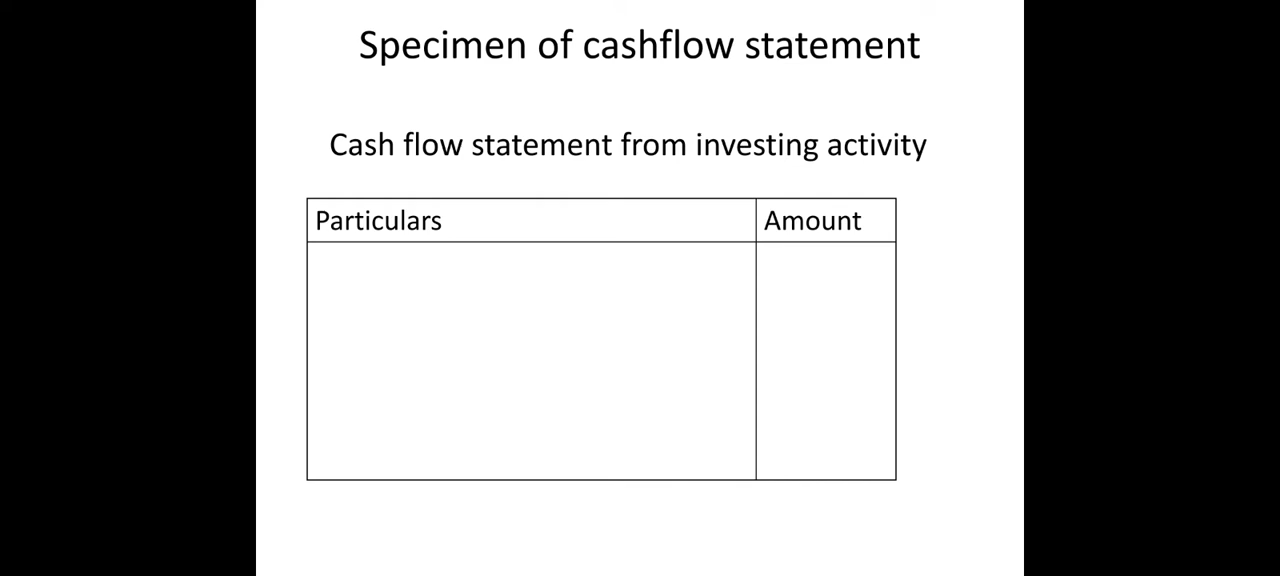 Specimen of cashflow statement
Cash flow statement from investing activity
Particulars Amount